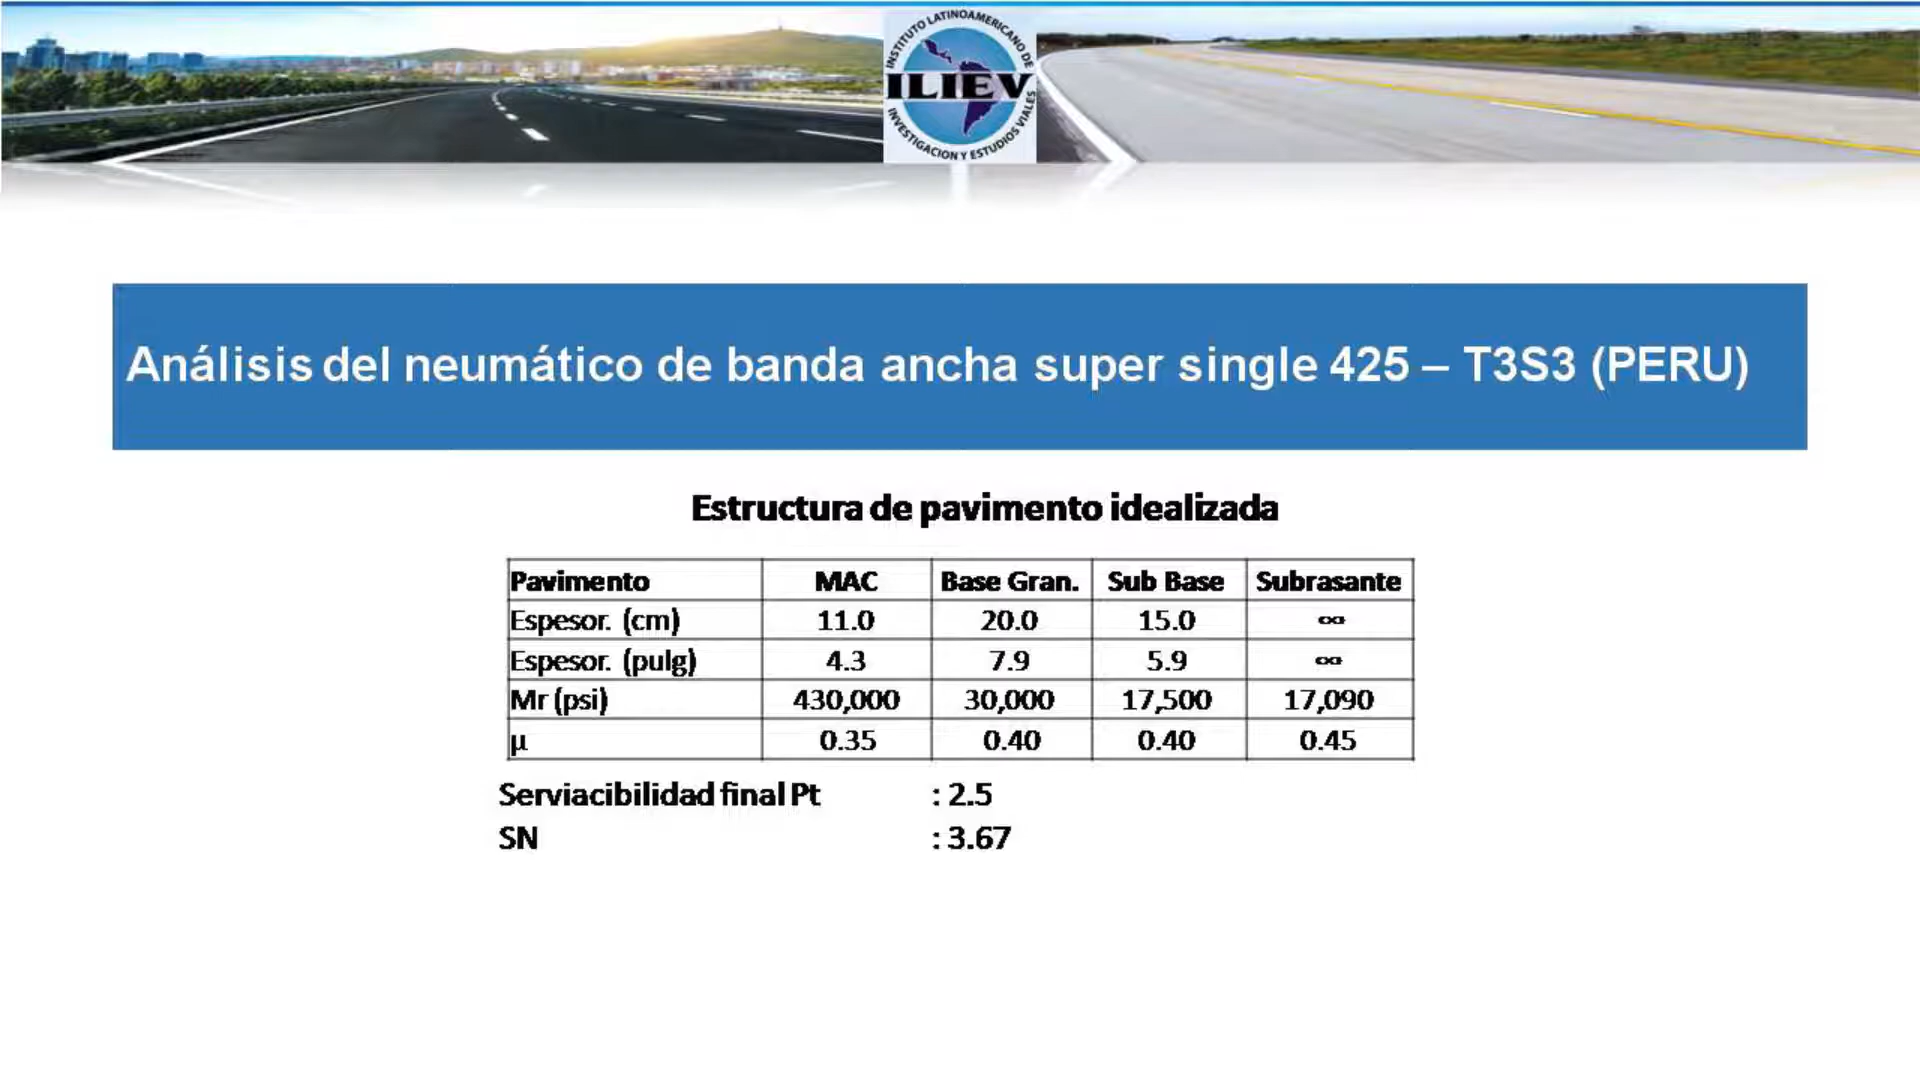 INSTITUTO LATINOAMERICANO DE
ILIEV
INVESTIGACION Y ESTUDIOS VIALES
Análisis del neumático de banda ancha super single 425 – T3S3 (PERU)
Estructura de pavimento idealizada
Pavimento MAC Base Gran. Sub Base Subrasante
Espesor. (cm) 11.0 20.0 15.0 ∞
Espesor. (pulg) 4.3 7.9 5.9 ∞
Mr (psi) 430,000 30,000 17,500 17,090
µ 0.35 0.40 0.40 0.45
Serviacibilidad final Pt : 2.5
SN : 3.67